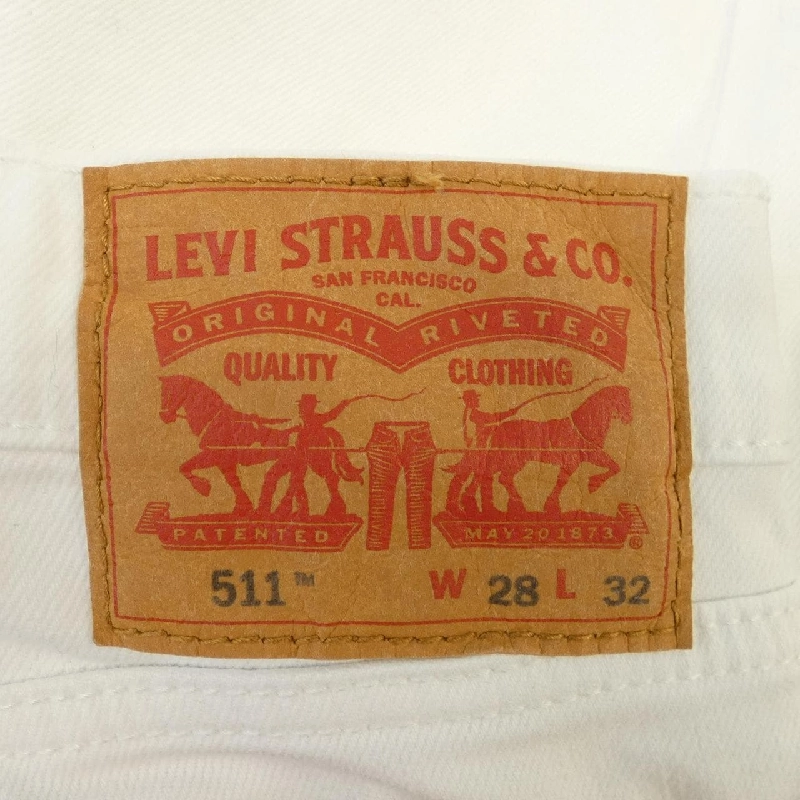 LEVI STRAUSS & CO.
SAN FRANCISCO
CAL.
ORIGINAL RIVETED
QUALITY CLOTHING
PATENTED MAY 20 1873 ®
511™ W 28 L 32